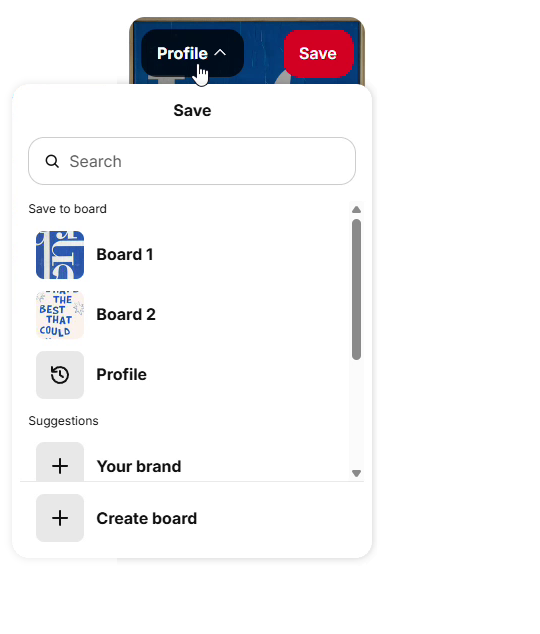 Profile
Save
Save
Search
Save to board
Board 1
Board 2
THE
BEST
THAT
COULD
Profile
Suggestions
Your brand
Create board